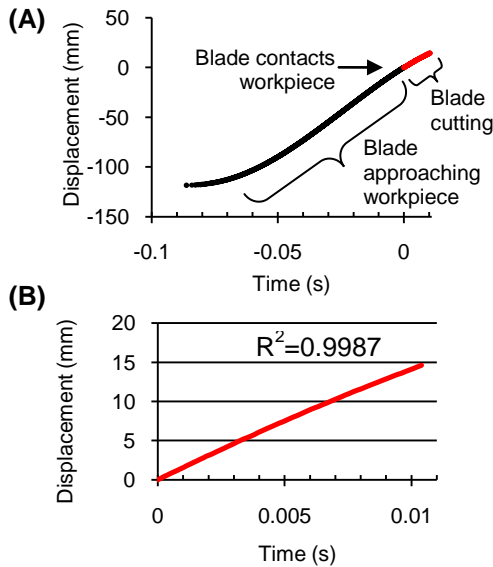 (A)
Displacement (mm)
50
0
-50
-100
-150
Blade contacts
workpiece
Blade
cutting
Blade
approaching
workpiece
-0.1
-0.05
0
Time (s)
(B)
Displacement (mm)
20
15
10
5
0
R²=0.9987
0
0.005
0.01
Time (s)